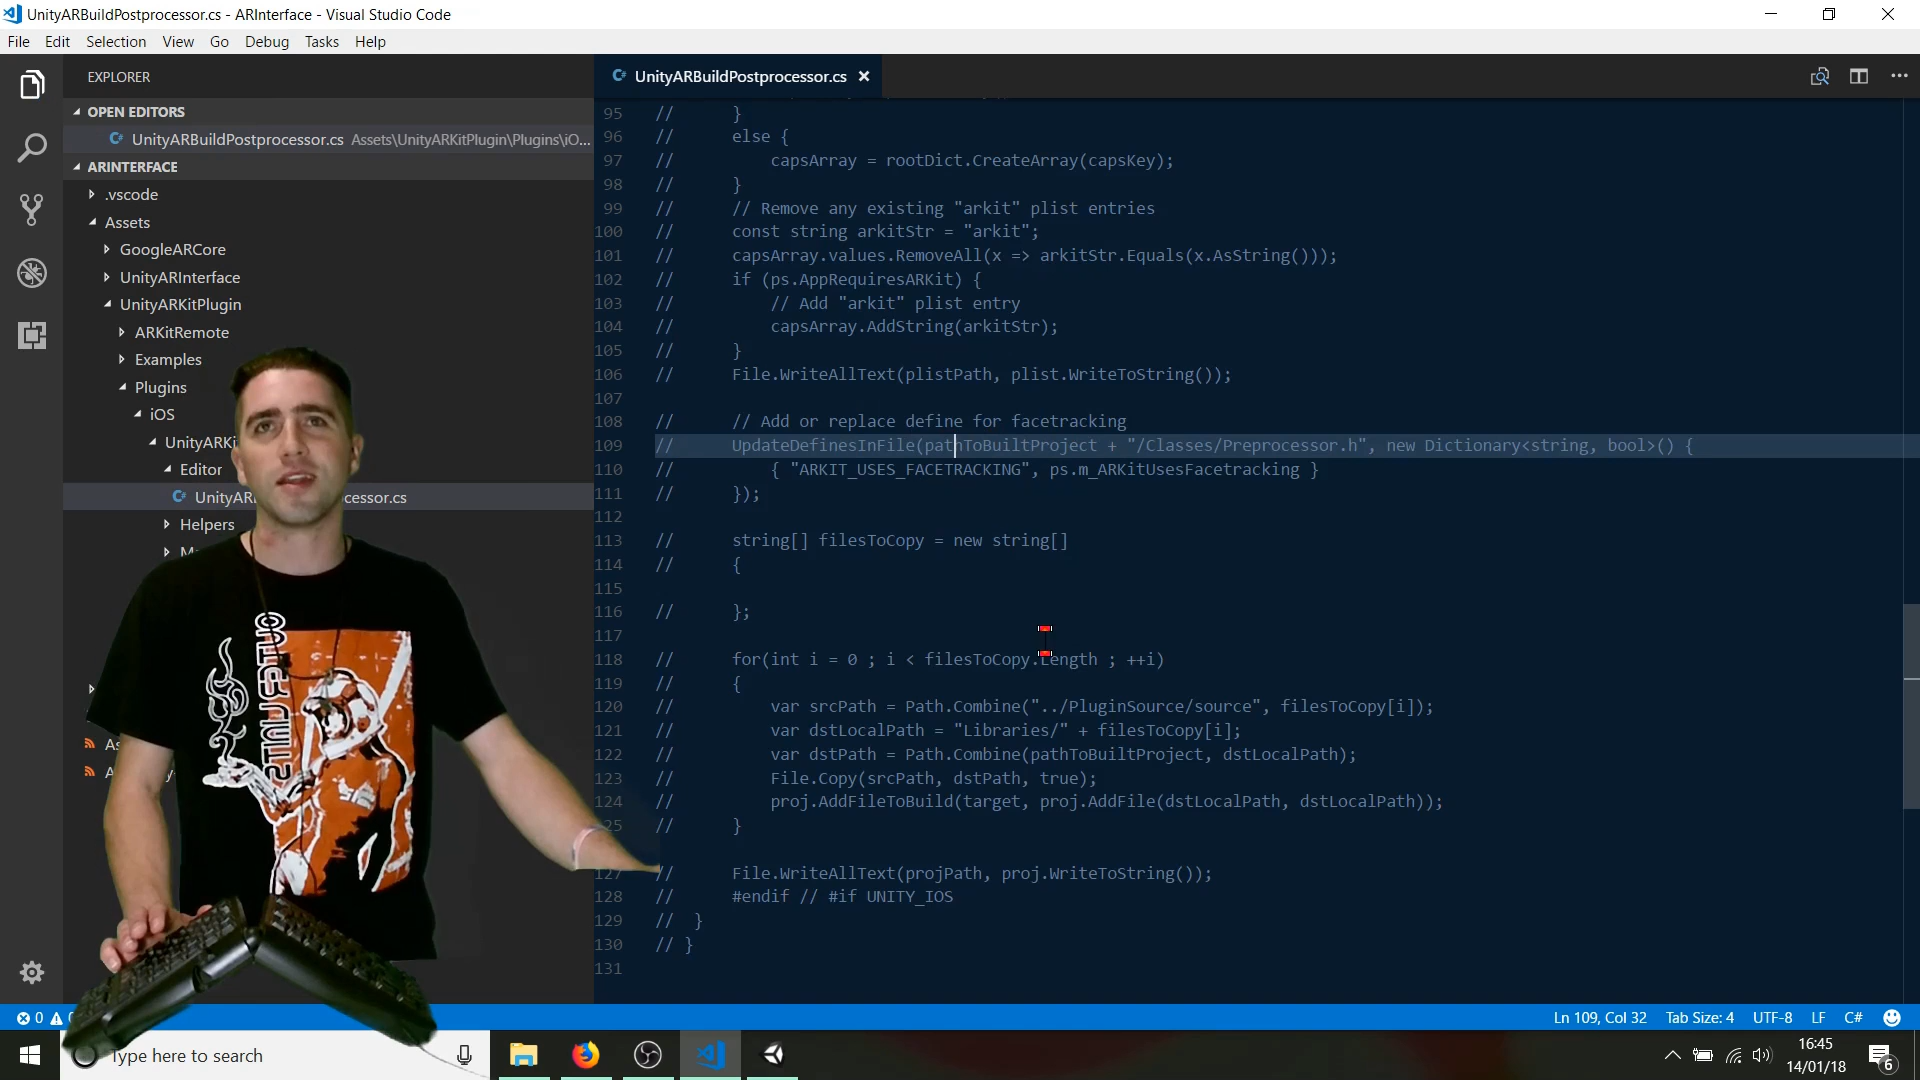 UnityARBuildPostprocessor.cs - ARInterface - Visual Studio Code
File Edit Selection View Go Debug Tasks Help
EXPLORER
OPEN EDITORS
UnityARBuildPostprocessor.cs Assets\UnityARKitPlugin\Plugins\iO...
ARINTERFACE
.vscode
Assets
GoogleARCore
UnityARInterface
UnityARKitPlugin
ARKitRemote
Examples
Plugins
iOS
UnityARKi
Editor
UnityAR cessor.cs
Helpers
UnityARBuildPostprocessor.cs
95 // }
96 // else {
97 // capsArray = rootDict.CreateArray(capsKey);
98 // }
99 // // Remove any existing "arkit" plist entries
100 // const string arkitStr = "arkit";
101 // capsArray.values.RemoveAll(x => arkitStr.Equals(x.AsString()));
102 // if (ps.AppRequiresARKit) {
103 // // Add "arkit" plist entry
104 // capsArray.AddString(arkitStr);
105 // }
106 // File.WriteAllText(plistPath, plist.WriteToString());
107
108 // // Add or replace define for facetracking
109 // UpdateDefinesInFile(pathToBuiltProject + "/Classes/Preprocessor.h", new Dictionary<string, bool>() {
110 // { "ARKIT_USES_FACETRACKING", ps.m_ARKitUsesFacetracking }
111 // });
112
113 // string[] filesToCopy = new string[]
114 // {
115
116 // };
117
118 // for(int i = 0 ; i < filesToCopy.Length ; ++i)
119 // {
120 // var srcPath = Path.Combine("../PluginSource/source", filesToCopy[i]);
121 // var dstLocalPath = "Libraries/" + filesToCopy[i];
122 // var dstPath = Path.Combine(pathToBuiltProject, dstLocalPath);
123 // File.Copy(srcPath, dstPath, true);
124 // proj.AddFileToBuild(target, proj.AddFile(dstLocalPath, dstLocalPath));
25 // }
127 // File.WriteAllText(projPath, proj.WriteToString());
128 // #endif // #if UNITY_IOS
129 // }
130 // }
131
0
Ln 109, Col 32 Tab Size: 4 UTF-8 LF C#
Type here to search
16:45
14/01/18
6